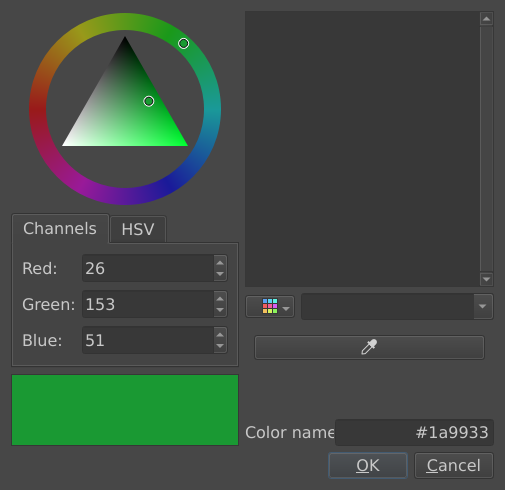 Channels
HSV
Red:
26
Green:
153
Blue:
51
Color name
#1a9933
OK
Cancel